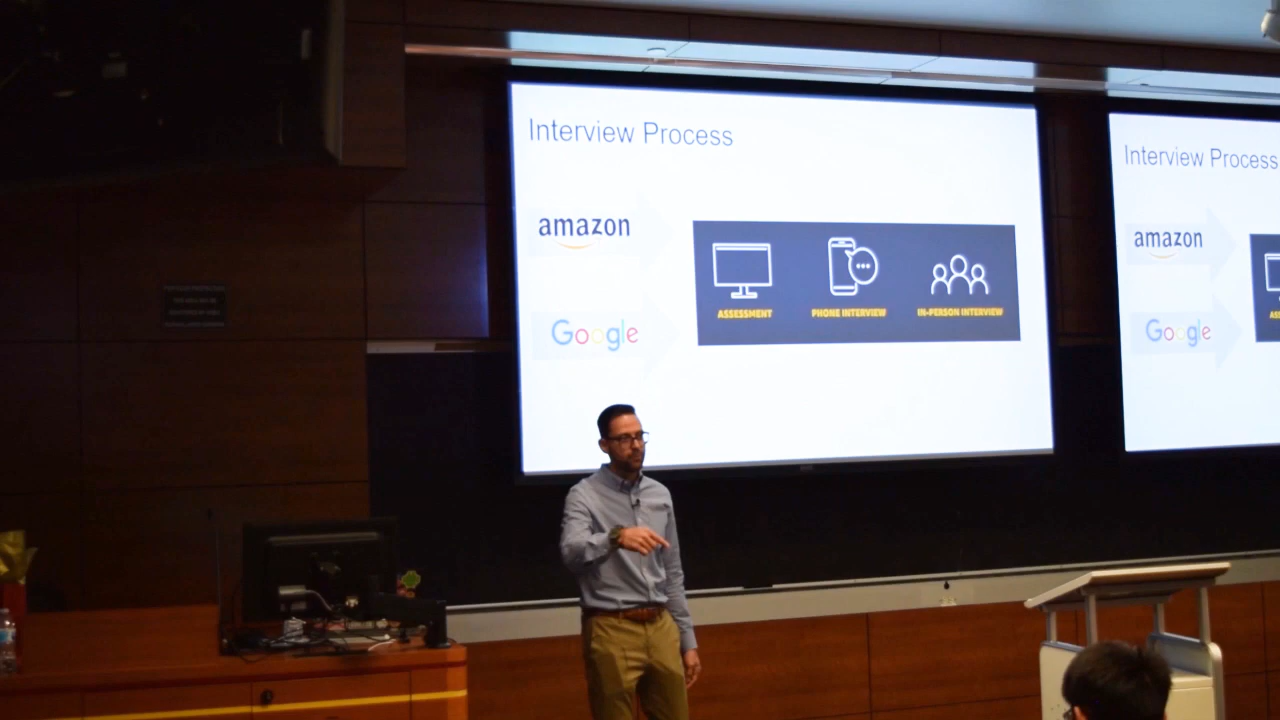 Interview Process
amazon
Google
ASSESSMENT
PHONE INTERVIEW
IN-PERSON INTERVIEW
Interview Process
amazon
Google